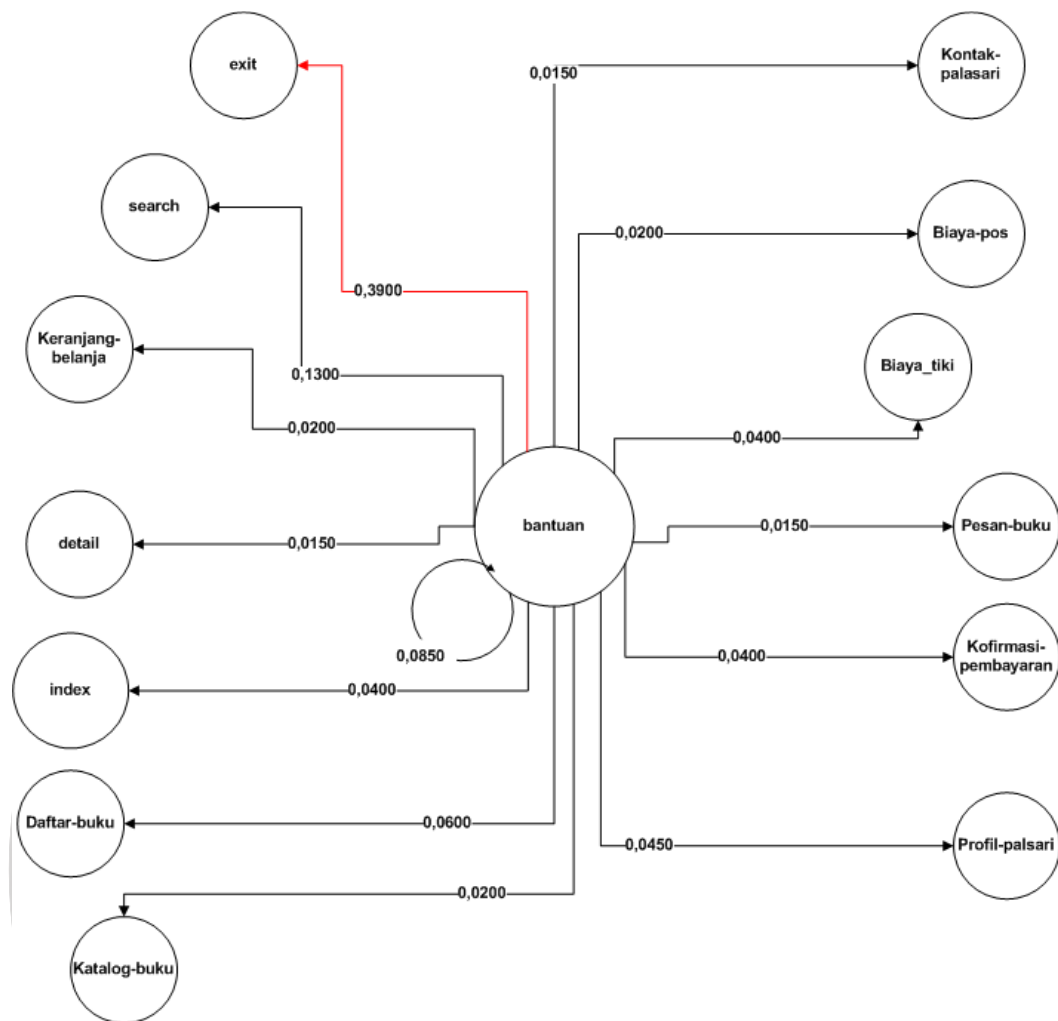 exit
Kontak-
palasari
0,0150
search
Biaya-pos
0,0200
0,3900
Keranjang-
belanja
Biaya_tiki
0,1300
0,0200
0,0400
bantuan
Pesan-buku
0,0150
detail
0,0150
Kofirmasi-
pembayaran
0,0400
0,0850
index
0,0400
Daftar-buku
0,0600
Profil-palsari
0,0450
0,0200
Katalog-buku